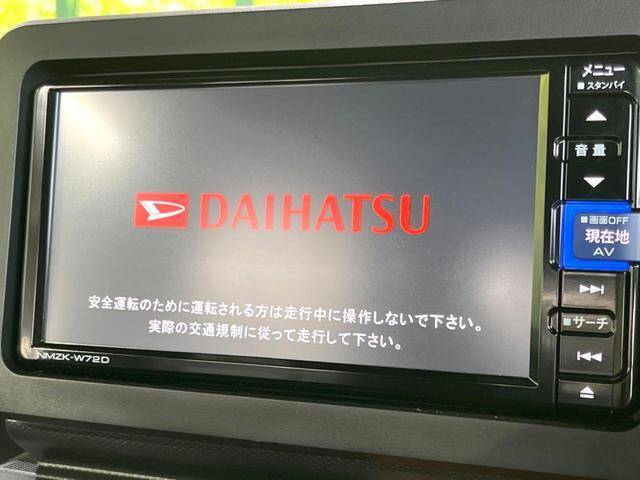 DAIHATSU
安全運転のために運転される方は走行中に操作しないで下さい。
実際の交通規制に従って走行して下さい。
NMZK-W72D
メニュー
スタンバイ
音量
画面OFF
現在地
AV
サーチ